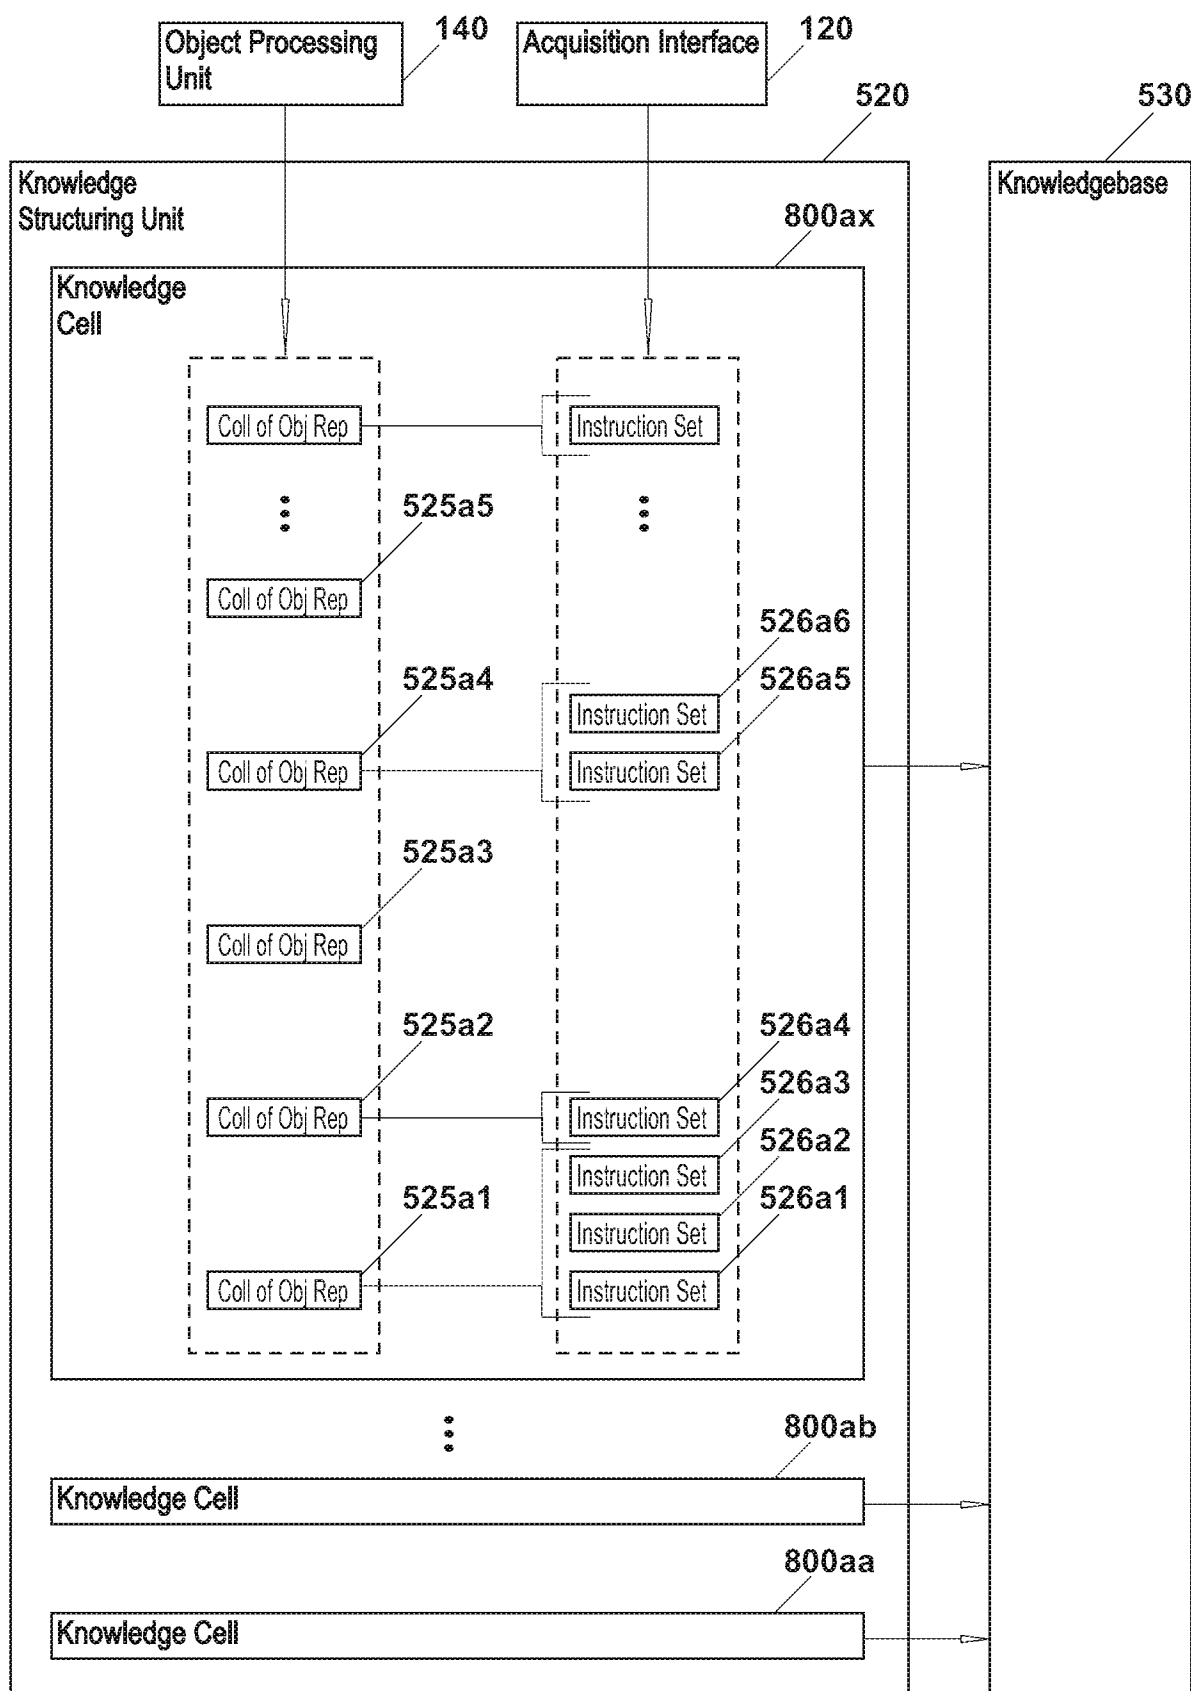 Object Processing
Unit
140
Acquisition Interface
120
520
530
Knowledge
Structuring Unit
Knowledgebase
800ax
Knowledge
Cell
Coll of Obj Rep
Instruction Set
525a5
Coll of Obj Rep
526a6
525a4
526a5
Instruction Set
Coll of Obj Rep
Instruction Set
525a3
Coll of Obj Rep
525a2
526a4
526a3
Coll of Obj Rep
Instruction Set
526a2
Instruction Set
525a1
526a1
Instruction Set
Coll of Obj Rep
Instruction Set
800ab
Knowledge Cell
800aa
Knowledge Cell